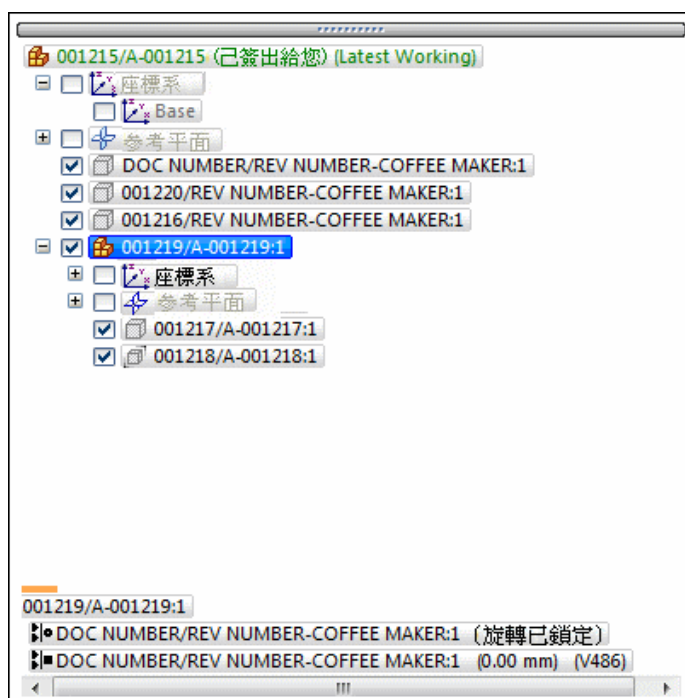 001215/A-001215 (已簽出給您) (Latest Working)
座標系
Base
參考平面
DOC NUMBER/REV NUMBER-COFFEE MAKER:1
001220/REV NUMBER-COFFEE MAKER:1
001216/REV NUMBER-COFFEE MAKER:1
001219/A-001219:1
座標系
參考平面
001217/A-001217:1
001218/A-001218:1
001219/A-001219:1
DOC NUMBER/REV NUMBER-COFFEE MAKER:1 (旋轉已鎖定)
DOC NUMBER/REV NUMBER-COFFEE MAKER:1 (0.00 mm) (V486)